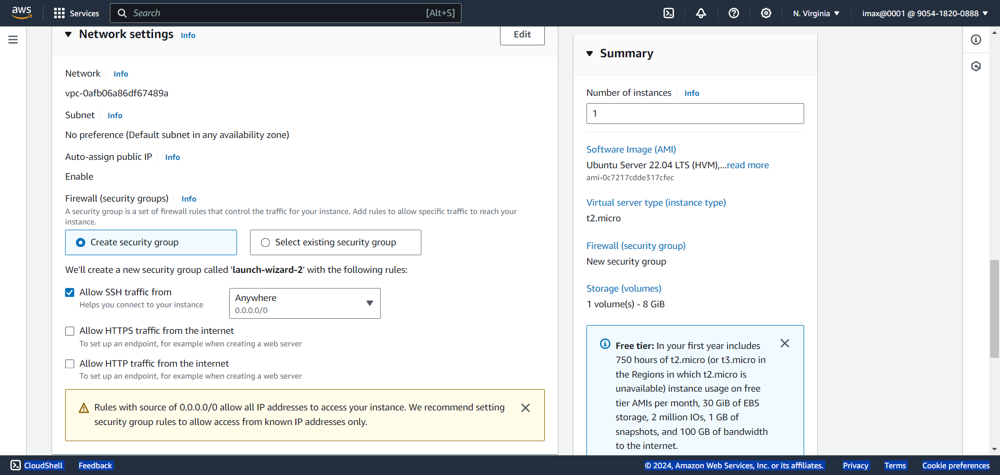 aws
Services
Search
[Alt+S]
N. Virginia
imax@0001 @ 9054-1820-0888
Network settings Info
Edit
Network Info
vpc-0afb06a86df67489a
Subnet Info
No preference (Default subnet in any availability zone)
Auto-assign public IP Info
Enable
Firewall (security groups) Info
A security group is a set of firewall rules that control the traffic for your instance. Add rules to allow specific traffic to reach your
instance.
Create security group
Select existing security group
We'll create a new security group called 'launch-wizard-2' with the following rules:
Allow SSH traffic from
Helps you connect to your instance
Anywhere
0.0.0.0/0
Allow HTTPS traffic from the internet
To set up an endpoint, for example when creating a web server
Allow HTTP traffic from the internet
To set up an endpoint, for example when creating a web server
Rules with source of 0.0.0.0/0 allow all IP addresses to access your instance. We recommend setting
security group rules to allow access from known IP addresses only.
Summary
Number of instances Info
1
Software Image (AMI)
Ubuntu Server 22.04 LTS (HVM),...read more
ami-0c7217cdde317cfec
Virtual server type (instance type)
t2.micro
Firewall (security group)
New security group
Storage (volumes)
1 volume(s) - 8 GiB
Free tier: In your first year includes
750 hours of t2.micro (or t3.micro in
the Regions in which t2.micro is
unavailable) instance usage on free
tier AMIs per month, 30 GiB of EBS
storage, 2 million IOs, 1 GB of
snapshots, and 100 GB of bandwidth
to the internet.
CloudShell
Feedback
© 2024, Amazon Web Services, Inc. or its affiliates.
Privacy
Terms
Cookie preferences